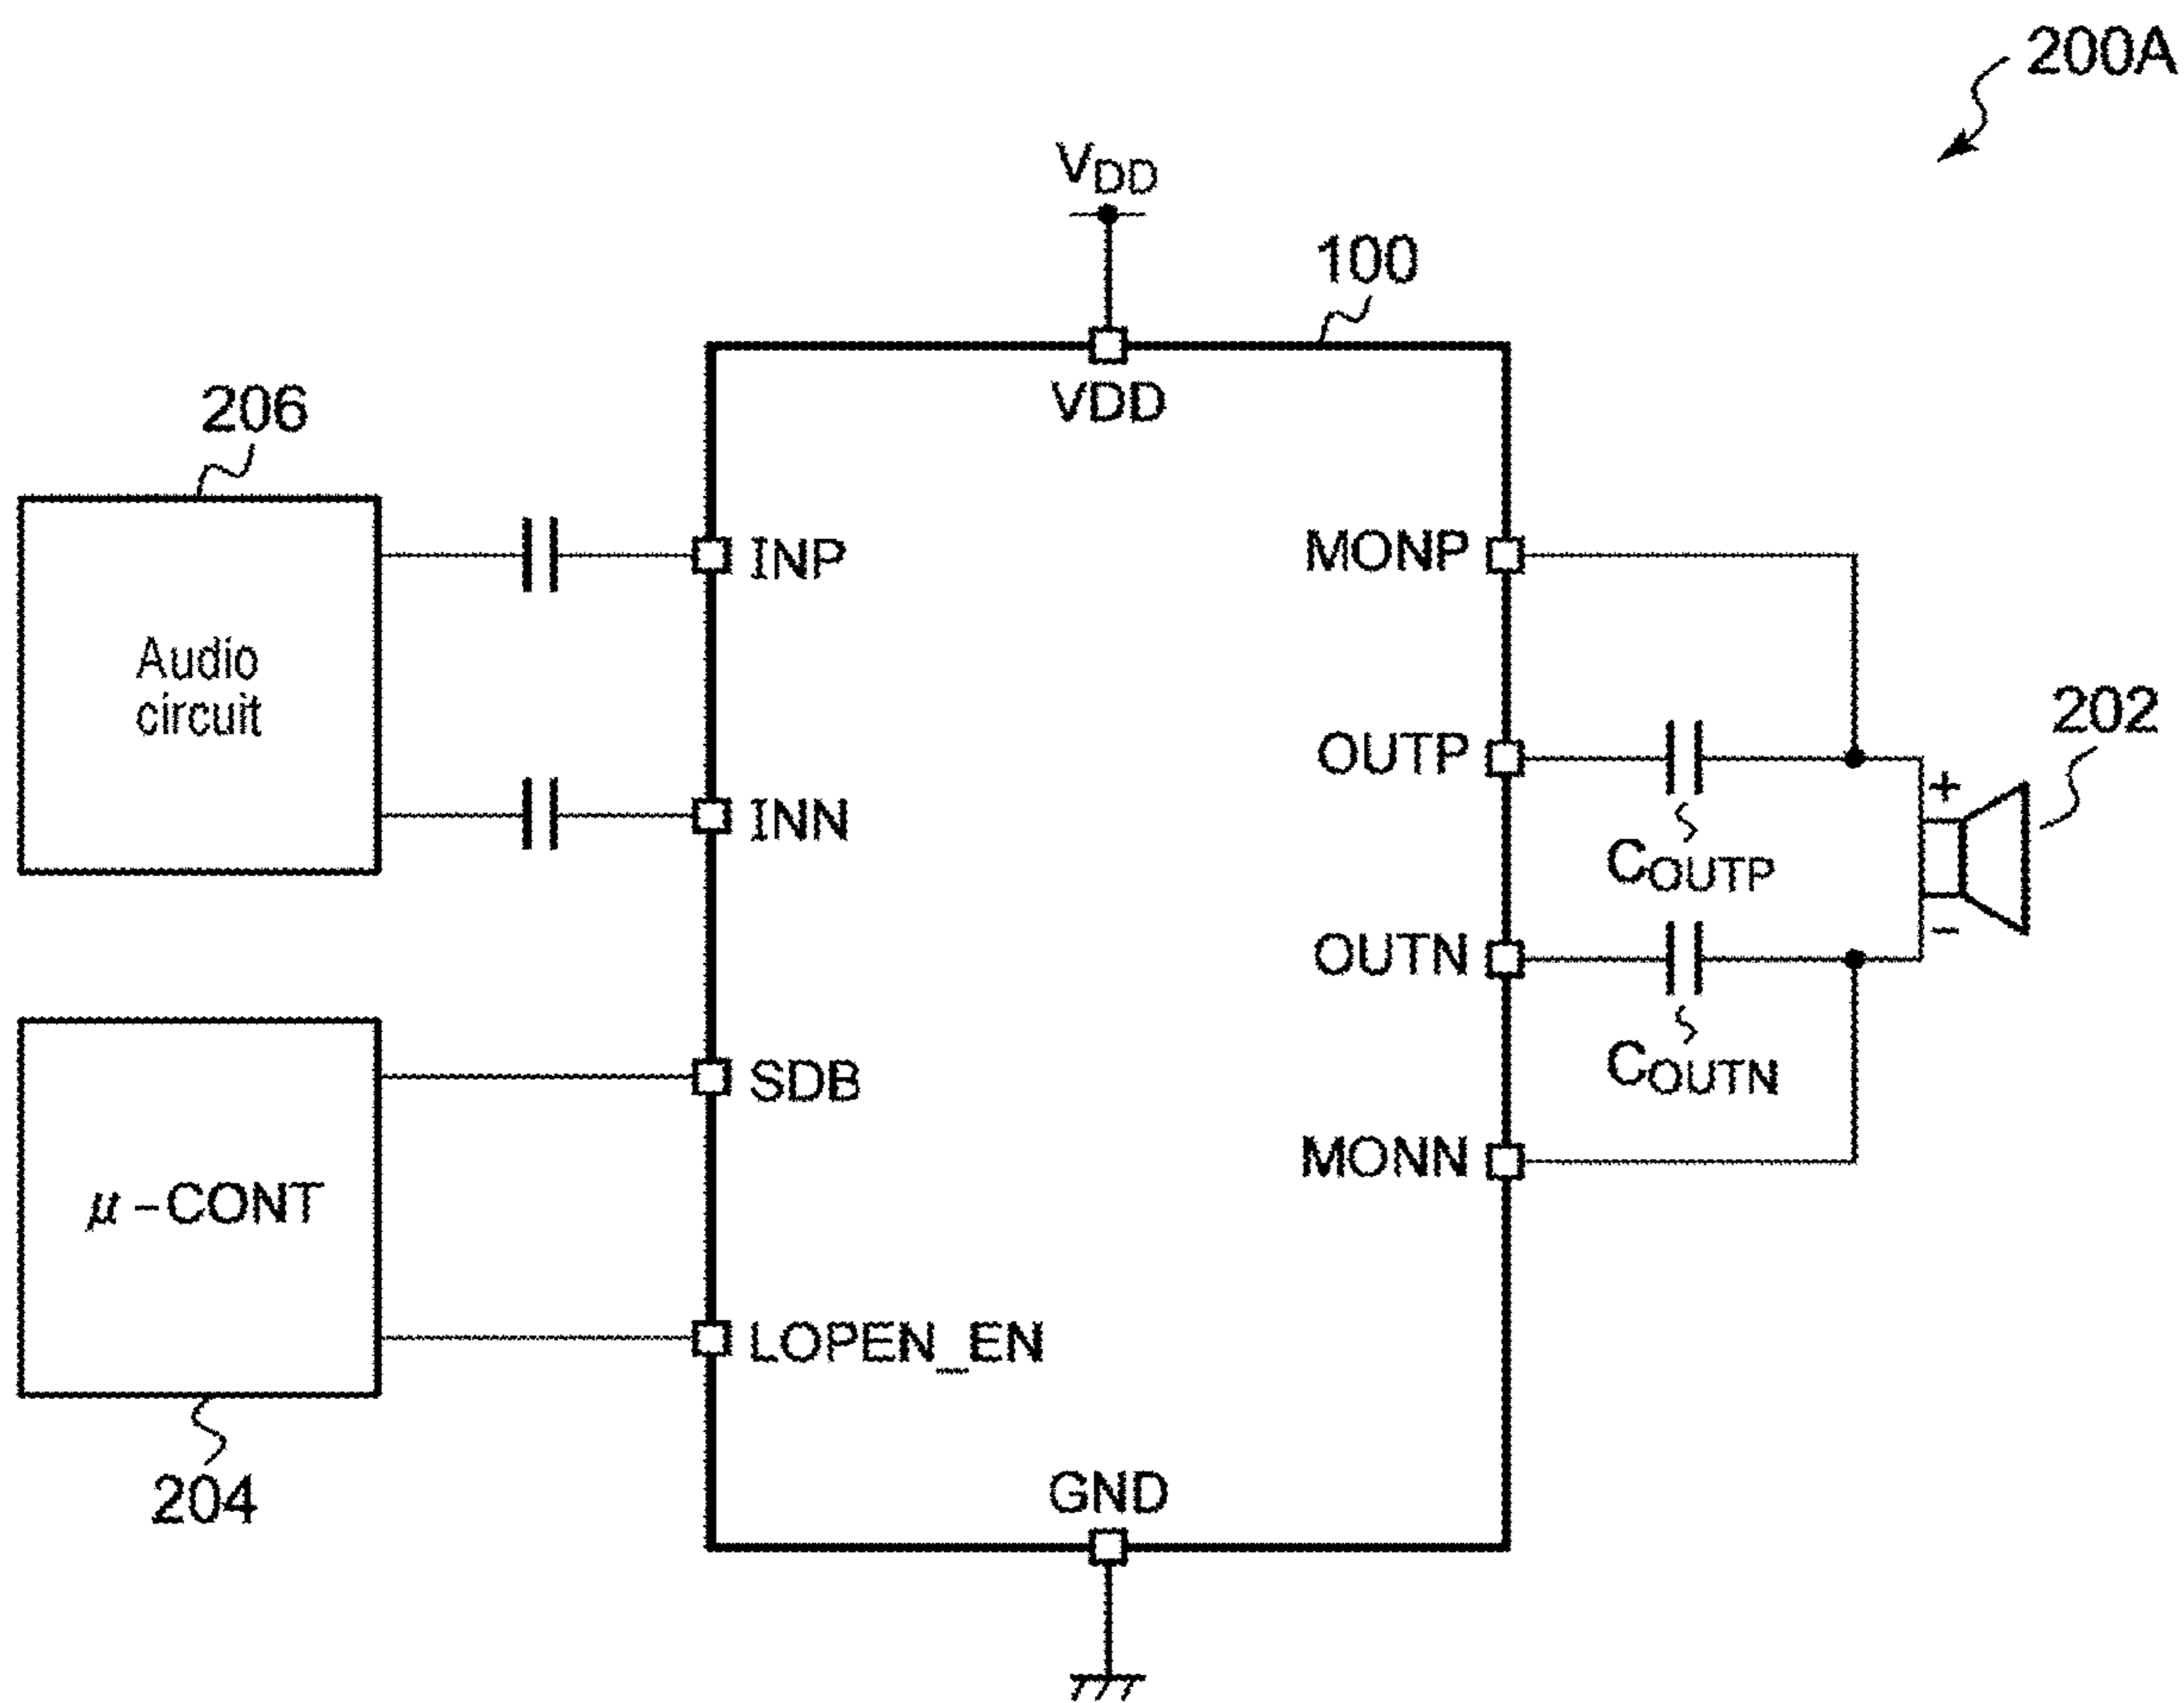 200A
VDD
100
VDD
206
Audio
circuit
INP
INN
MONP
OUTP
COUTP
202
+
−
OUTN
COUTN
MONN
μ-CONT
SDB
LOPEN_EN
204
GND